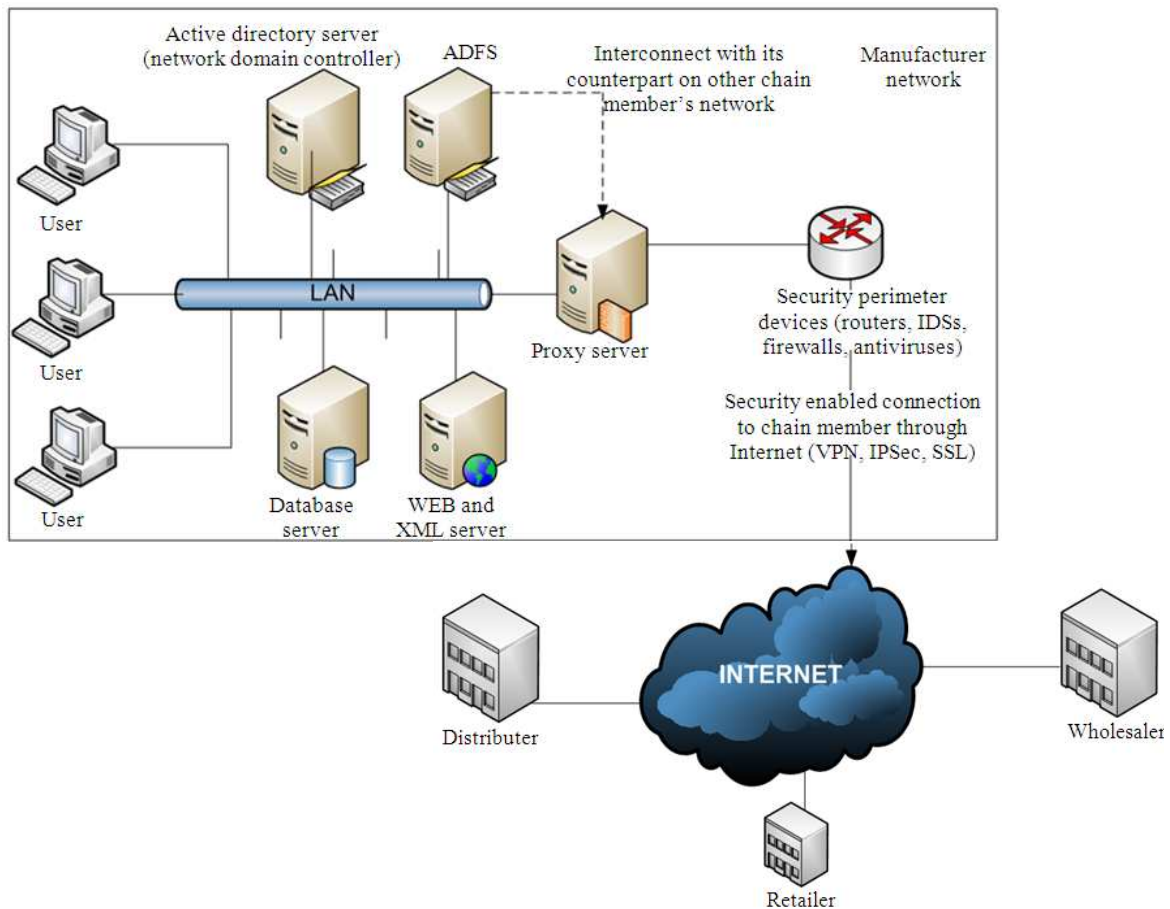 Active directory server
(network domain controller)
ADFS
Interconnect with its
counterpart on other chain
member's network
Manufacturer
network
User
User
User
LAN
Proxy server
Security perimeter
devices (routers, IDSs,
firewalls, antiviruses)
Security enabled connection
to chain member through
Internet (VPN, IPSec, SSL)
Database
server
WEB and
XML server
INTERNET
Distributer
Wholesaler
Retailer